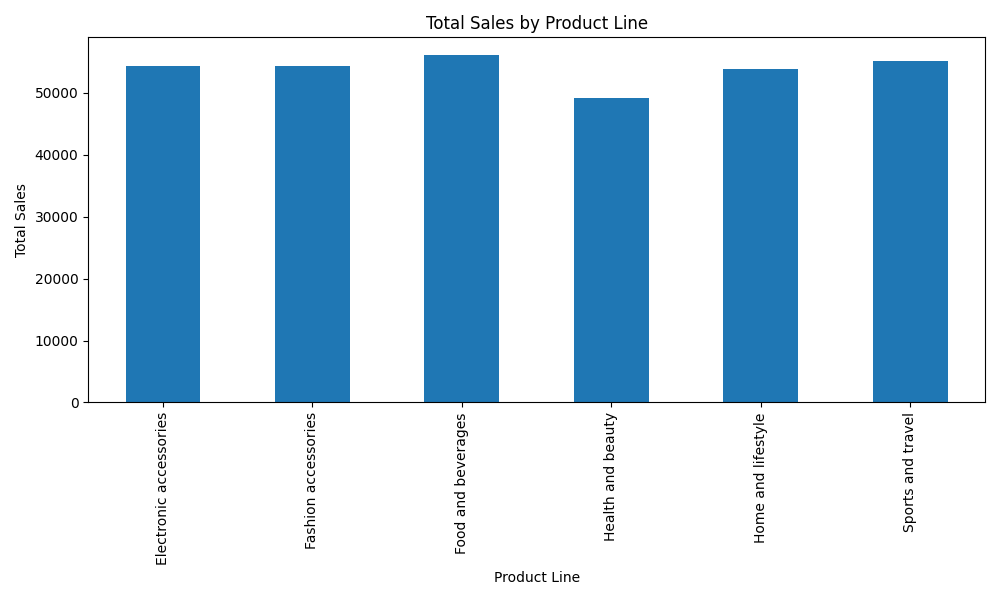 Total Sales by Product Line
Total Sales
50000
40000
30000
20000
10000
0
Electronic accessories
Fashion accessories
Food and beverages
Health and beauty
Home and lifestyle
Sports and travel
Product Line